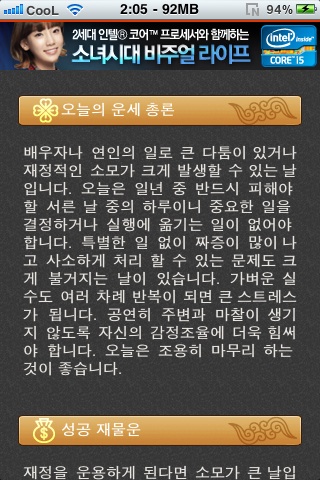 CooL 2:05 - 92MB 94%
2세대 인텔® 코어™ 프로세서와 함께하는
소녀시대 비주얼 라이프
intel
inside™
CORE™ i5
오늘의 운세 총론
배우자나 연인의 일로 큰 다툼이 있거나
재정적인 소모가 크게 발생할 수 있는 날
입니다. 오늘은 일년 중 반드시 피해야
할 서른 날 중의 하루이니 중요한 일을
결정하거나 실행에 옮기는 일이 없어야
합니다. 특별한 일 없이 짜증이 많이 나
고 사소하게 처리 할 수 있는 문제도 크
게 불거지는 날이 있습니다. 가벼운 실
수도 여러 차례 반복이 되면 큰 스트레스
가 됩니다. 공연히 주변과 마찰이 생기
지 않도록 자신의 감정조율에 더욱 힘써
야 합니다. 오늘은 조용히 마무리 하는
것이 좋습니다.
성공 재물운
재정을 운용하게 된다면 소모가 큰 날입